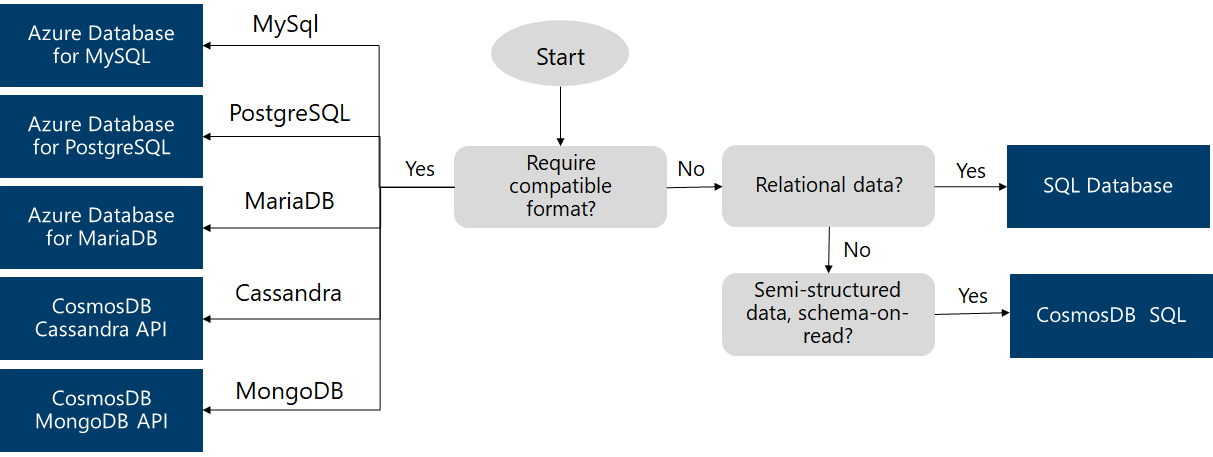 Azure Database
for MySQL
MySql
Start
Azure Database
for PostgreSQL
PostgreSQL
Yes
Require
compatible
format?
No
Relational data?
Yes
SQL Database
Azure Database
for MariaDB
MariaDB
No
CosmosDB
Cassandra API
Cassandra
Semi-structured
data, schema-on-
read?
Yes
CosmosDB SQL
CosmosDB
MongoDB API
MongoDB